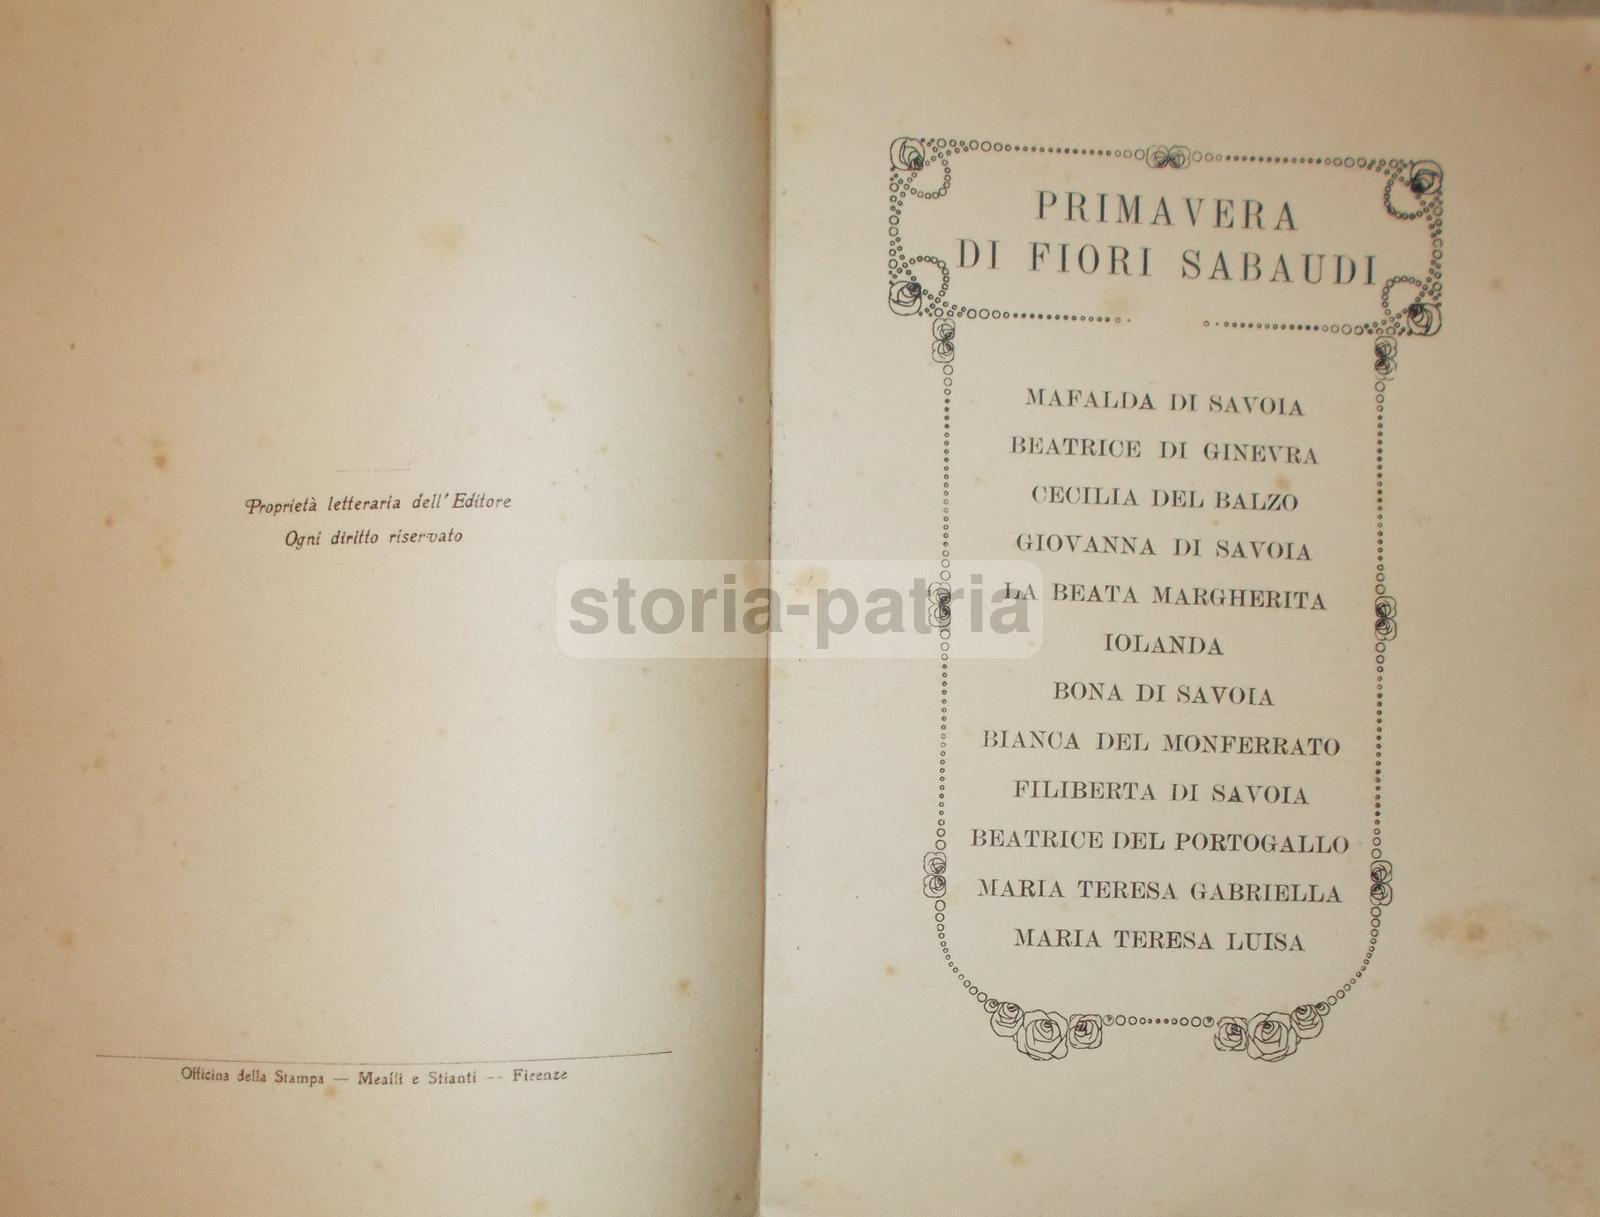 Proprietà letteraria dell' Editore
Ogni diritto riservato
Officina della Stampa — Mealli e Stianti -- Firenze
storia-patria
PRIMAVERA
DI FIORI SABAUDI
MAFALDA DI SAVOIA
BEATRICE DI GINEVRA
CECILIA DEL BALZO
GIOVANNA DI SAVOIA
LA BEATA MARGHERITA
IOLANDA
BONA DI SAVOIA
BIANCA DEL MONFERRATO
FILIBERTA DI SAVOIA
BEATRICE DEL PORTOGALLO
MARIA TERESA GABRIELLA
MARIA TERESA LUISA